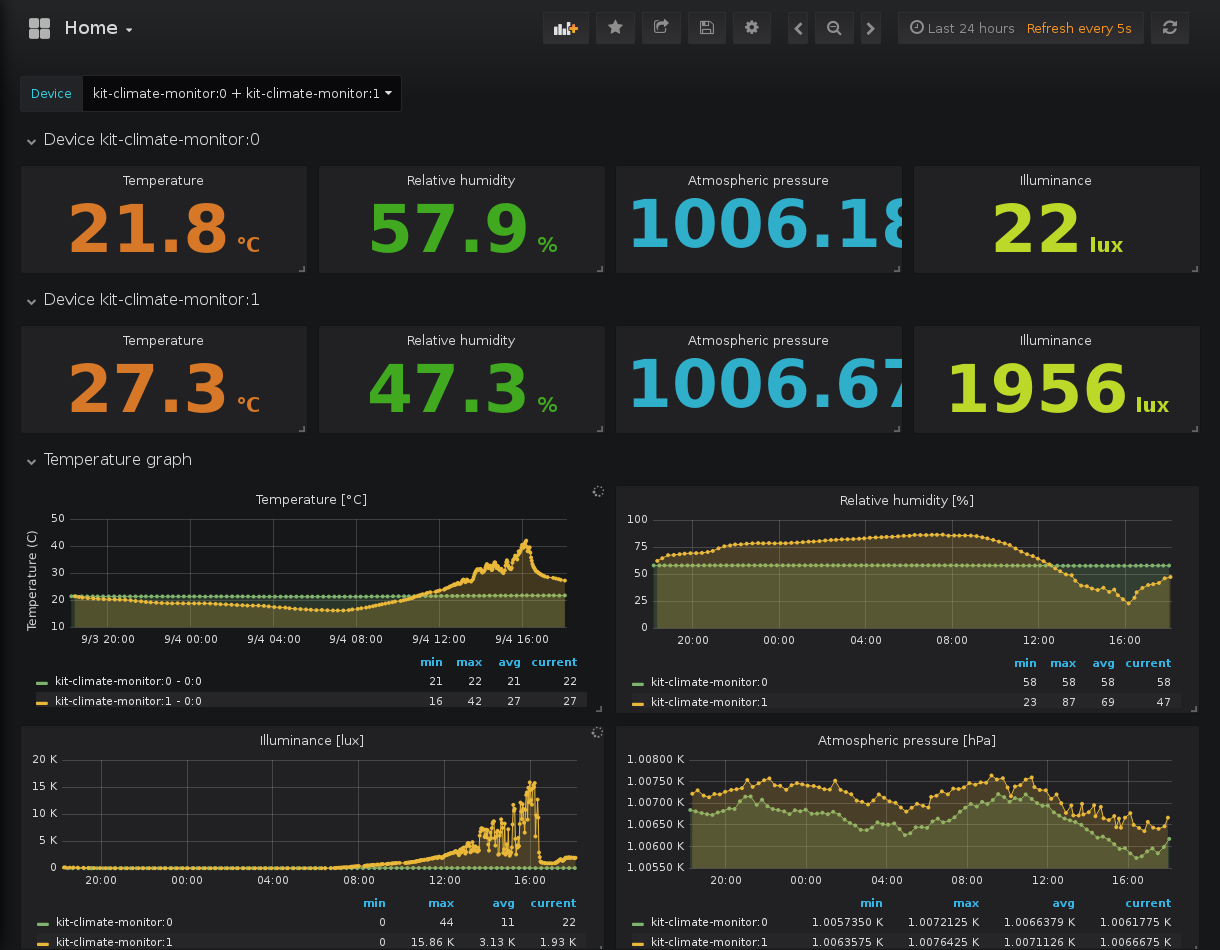 Home
Last 24 hours Refresh every 5s
Device kit-climate-monitor:0 + kit-climate-monitor:1
Device kit-climate-monitor:0
Temperature Relative humidity Atmospheric pressure Illuminance
21.8 °C 57.9 % 1006.18 22 lux
Device kit-climate-monitor:1
Temperature Relative humidity Atmospheric pressure Illuminance
27.3 °C 47.3 % 1006.67 1956 lux
Temperature graph
Temperature [°C]
Temperature (C)
50
40
30
20
10
9/3 20:00 9/4 00:00 9/4 04:00 9/4 08:00 9/4 12:00 9/4 16:00
min max avg current
kit-climate-monitor:0 - 0:0 21 22 21 22
kit-climate-monitor:1 - 0:0 16 42 27 27
Relative humidity [%]
100
75
50
25
0
20:00 00:00 04:00 08:00 12:00 16:00
min max avg current
kit-climate-monitor:0 58 58 58 58
kit-climate-monitor:1 23 87 69 47
Illuminance [lux]
20 K
15 K
10 K
5 K
0
20:00 00:00 04:00 08:00 12:00 16:00
min max avg current
kit-climate-monitor:0 0 44 11 22
kit-climate-monitor:1 0 15.86 K 3.13 K 1.93 K
Atmospheric pressure [hPa]
1.00800 K
1.00750 K
1.00700 K
1.00650 K
1.00600 K
1.00550 K
20:00 00:00 04:00 08:00 12:00 16:00
min max avg current
kit-climate-monitor:0 1.0057350 K 1.0072125 K 1.0066379 K 1.0061775 K
kit-climate-monitor:1 1.0063575 K 1.0076425 K 1.0071126 K 1.0066675 K